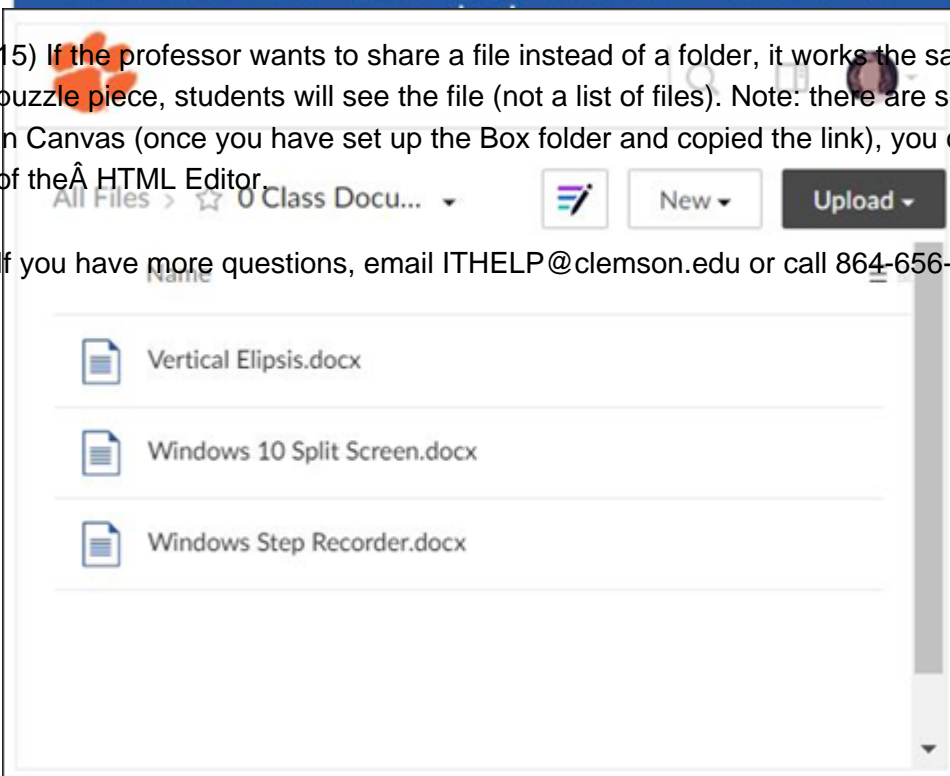 15) If the professor wants to share a file instead of a folder, it works the sa
puzzle piece, students will see the file (not a list of files). Note: there are s
n Canvas (once you have set up the Box folder and copied the link), you
of theÂ HTML Editor.
All Files > ☆ 0 Class Docu...
New
Upload
If you have more questions, email ITHELP@clemson.edu or call 864-656-
Name
Vertical Elipsis.docx
Windows 10 Split Screen.docx
Windows Step Recorder.docx